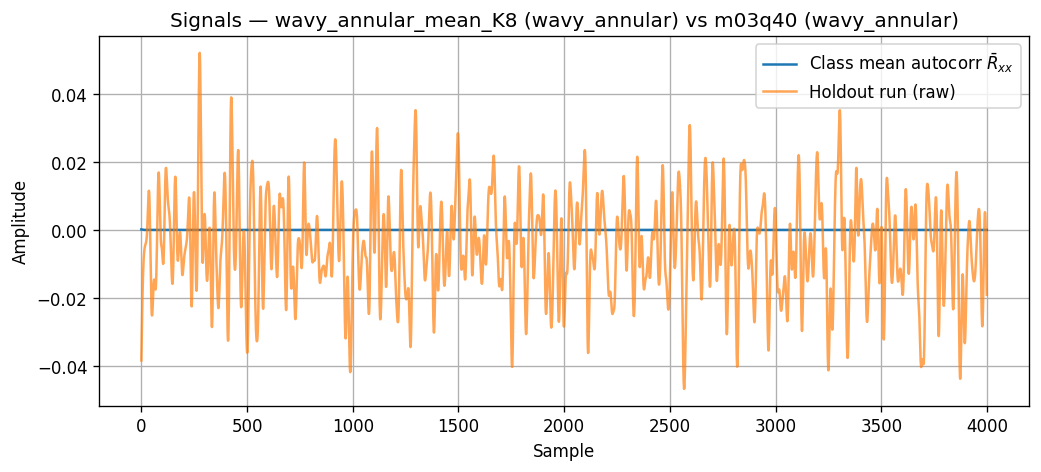 Signals — wavy_annular_mean_K8 (wavy_annular) vs m03q40 (wavy_annular)
Class mean autocorr R̄xx
Holdout run (raw)
Amplitude
0.04
0.02
0.00
−0.02
−0.04
0 500 1000 1500 2000 2500 3000 3500 4000
Sample